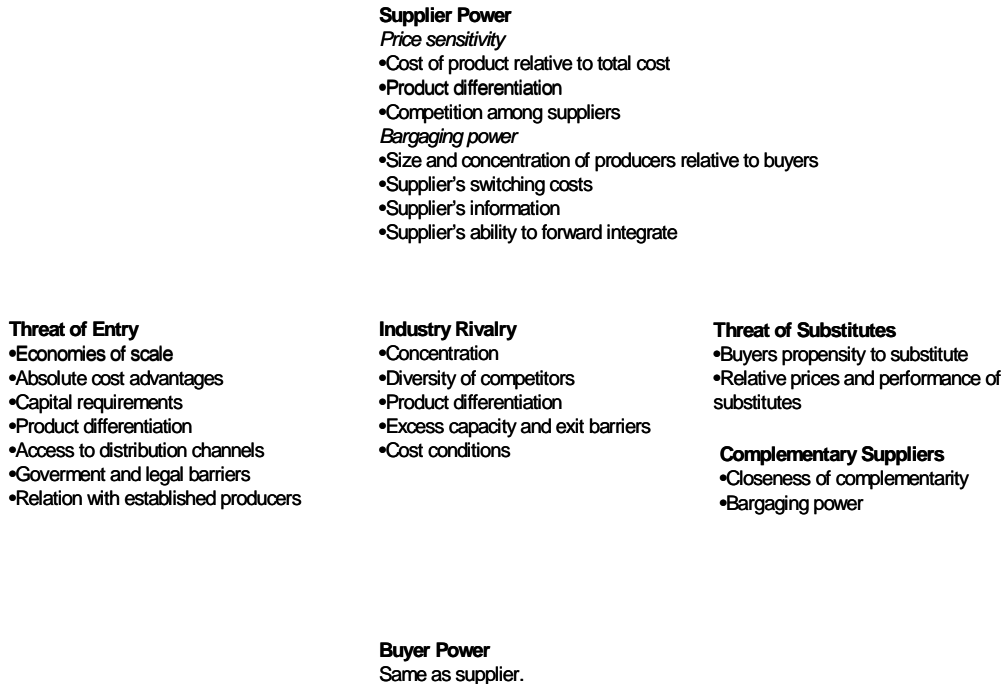 Supplier Power
Price sensitivity
•Cost of product relative to total cost
•Product differentiation
•Competition among suppliers
Bargaging power
•Size and concentration of producers relative to buyers
•Supplier's switching costs
•Supplier's information
•Supplier's ability to forward integrate
Threat of Entry
•Economies of scale
•Absolute cost advantages
•Capital requirements
•Product differentiation
•Access to distribution channels
•Goverment and legal barriers
•Relation with established producers
Industry Rivalry
•Concentration
•Diversity of competitors
•Product differentiation
•Excess capacity and exit barriers
•Cost conditions
Threat of Substitutes
•Buyers propensity to substitute
•Relative prices and performance of
substitutes
Complementary Suppliers
•Closeness of complementarity
•Bargaging power
Buyer Power
Same as supplier.